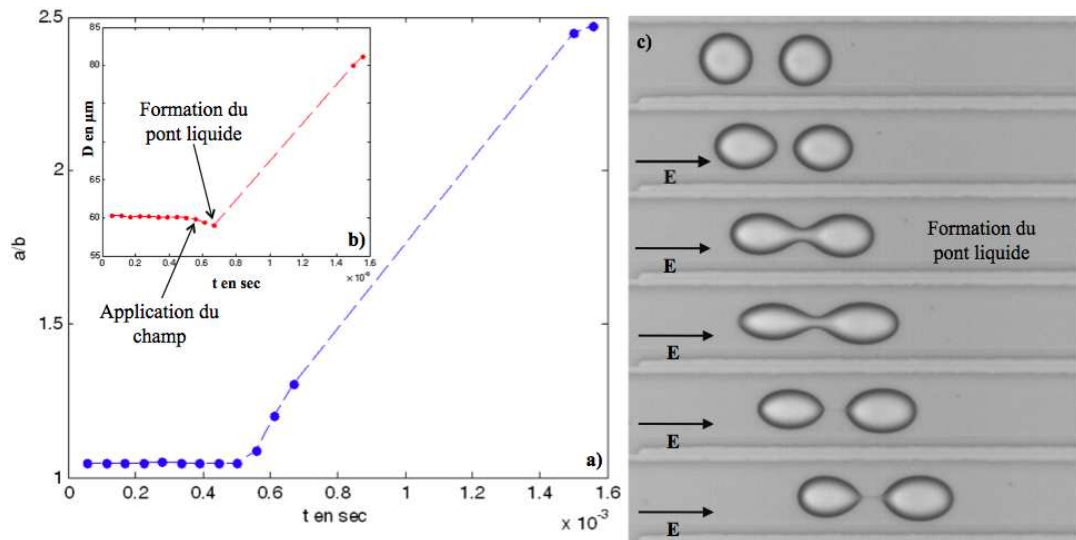 2.5
2
1.5
1
a/b
0
0.2
0.4
0.6
0.8
1
1.2
1.4
1.6
t en sec
× 10⁻³
a)
85
80
75
70
65
60
55
D en µm
Formation du
pont liquide
b)
0
0.2
0.4
0.6
0.8
1
1.2
1.4
1.6
t en sec
Application du
champ
c)
E
E
Formation du
pont liquide
E
E
E